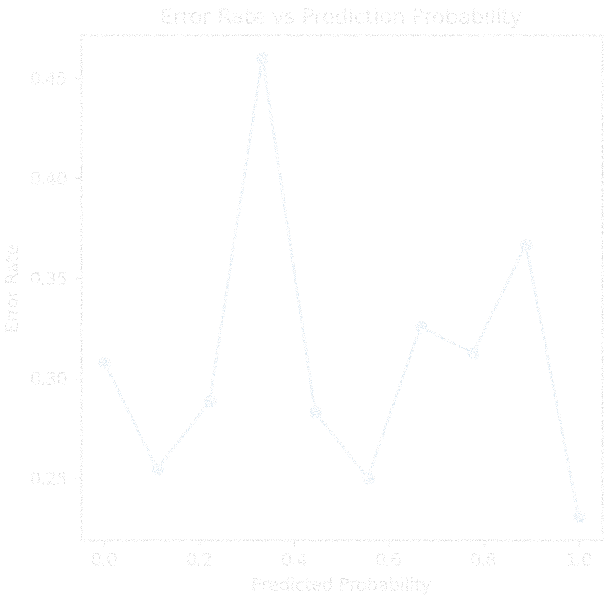 Error Rate vs Prediction Probability
0.45
0.40
0.35
0.30
0.25
Error Rate
0.0 0.2 0.4 0.6 0.8 1.0
Predicted Probability